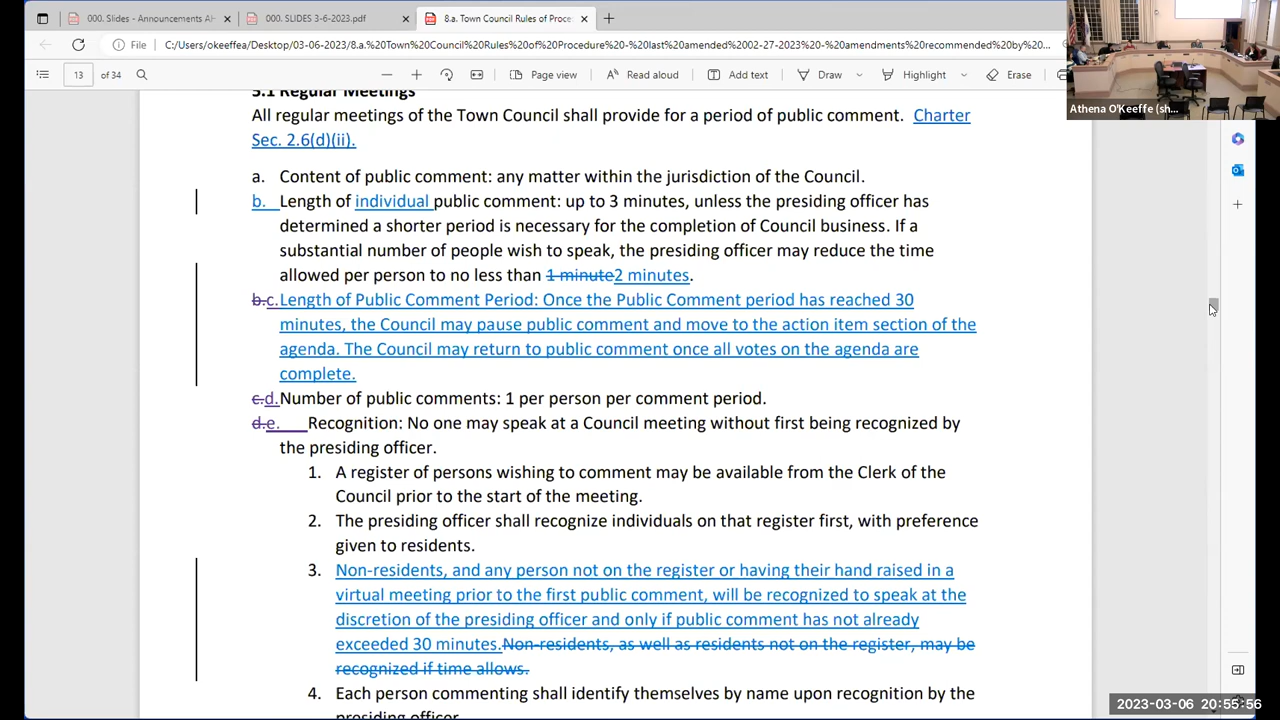 000. Slides - Announcements AI-
000. SLIDES 3-6-2023.pdf
8.a. Town Council Rules of Proce
File
C:/Users/okeeffea/Desktop/03-06-2023/8.a.%20Town%20Council%20Rules%20of%20Procedure%20-%20last%20amended%2002-27-2023%20-%20amendments%20recommended%20by%...
13 of 34
Page view
Read aloud
Add text
Draw
Highlight
Erase
Athena O'Keeffe (sh...
5.1 Regular Meetings
All regular meetings of the Town Council shall provide for a period of public comment. Charter
Sec. 2.6(d)(ii).
a. Content of public comment: any matter within the jurisdiction of the Council.
b. Length of individual public comment: up to 3 minutes, unless the presiding officer has
determined a shorter period is necessary for the completion of Council business. If a
substantial number of people wish to speak, the presiding officer may reduce the time
allowed per person to no less than 1 minute2 minutes.
b.c. Length of Public Comment Period: Once the Public Comment period has reached 30
minutes, the Council may pause public comment and move to the action item section of the
agenda. The Council may return to public comment once all votes on the agenda are
complete.
c.d. Number of public comments: 1 per person per comment period.
d.e. Recognition: No one may speak at a Council meeting without first being recognized by
the presiding officer.
1. A register of persons wishing to comment may be available from the Clerk of the
Council prior to the start of the meeting.
2. The presiding officer shall recognize individuals on that register first, with preference
given to residents.
3. Non-residents, and any person not on the register or having their hand raised in a
virtual meeting prior to the first public comment, will be recognized to speak at the
discretion of the presiding officer and only if public comment has not already
exceeded 30 minutes.Non-residents, as well as residents not on the register, may be
recognized if time allows.
4. Each person commenting shall identify themselves by name upon recognition by the
presiding officer.
2023-03-06 20:55:56